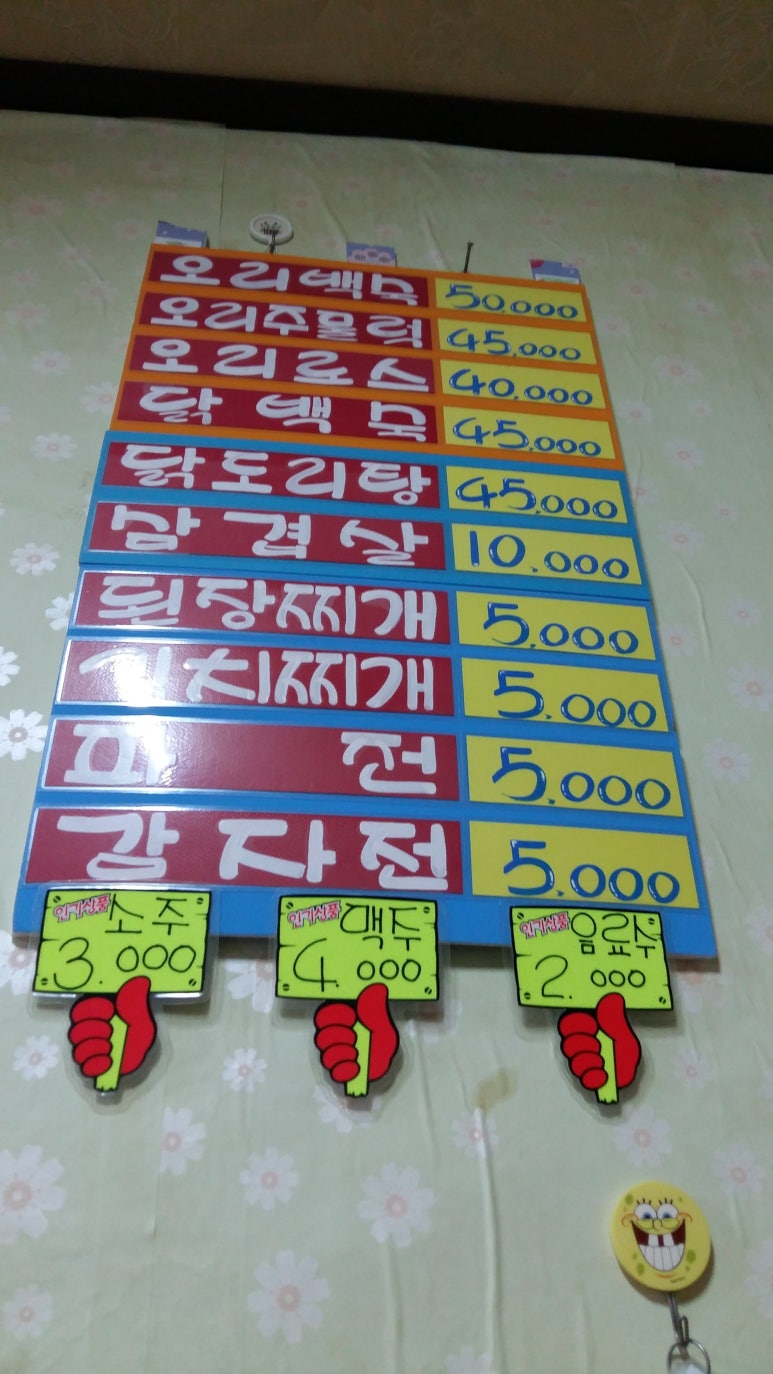 오리백숙 50,000
오리주물럭 45,000
오리로스 40,000
닭백숙 45,000
닭도리탕 45,000
삼겹살 10,000
된장찌개 5,000
김치찌개 5,000
파전 5,000
감자전 5,000
인기상품 소주 3.000
인기상품 맥주 4.000
인기상품 음료수 2.000